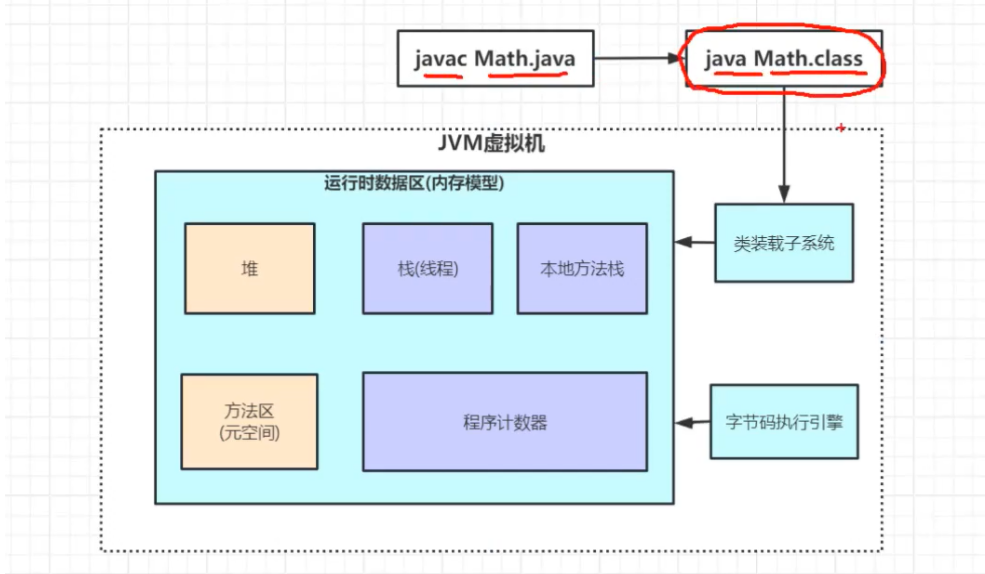 javac Math.java
java Math.class
JVM虚拟机
运行时数据区(内存模型)
堆
栈(线程)
本地方法栈
类装载子系统
方法区
(元空间)
程序计数器
字节码执行引擎